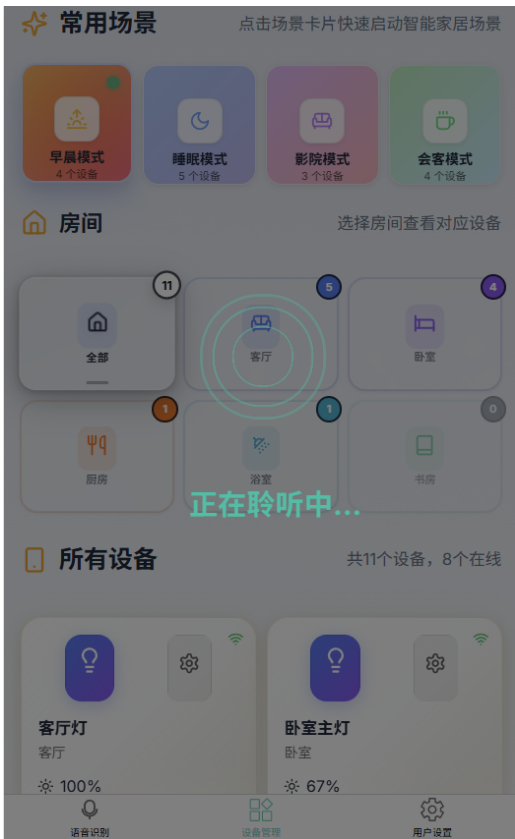 常用场景
点击场景卡片快速启动智能家居场景
早晨模式
4 个设备
睡眠模式
5 个设备
影院模式
3 个设备
会客模式
4 个设备
房间
选择房间查看对应设备
11
全部
5
客厅
4
卧室
1
厨房
1
浴室
0
书房
正在聆听中...
所有设备
共11个设备，8个在线
客厅灯
客厅
100%
卧室主灯
卧室
67%
语音识别
设备管理
用户设置